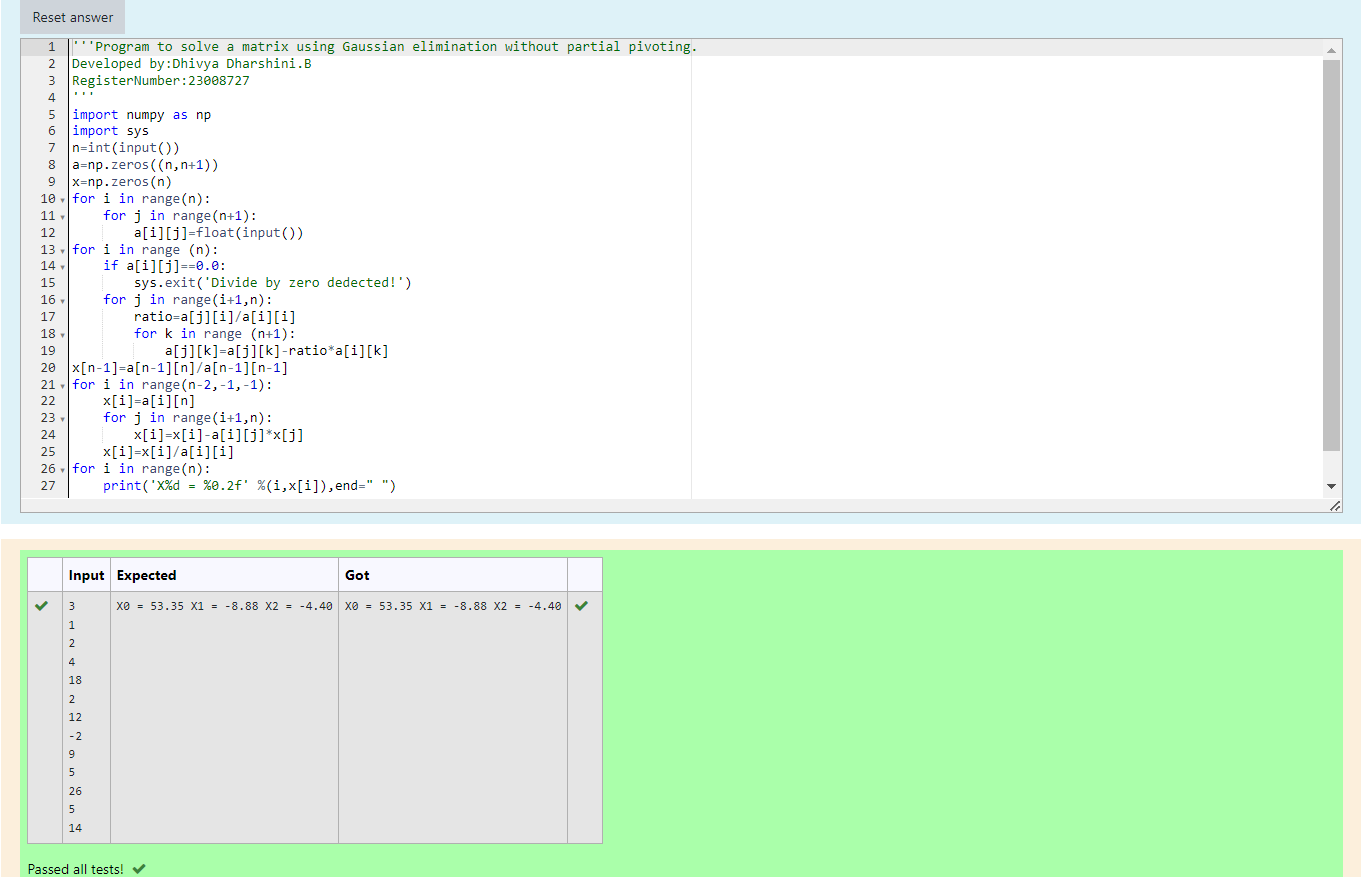 Reset answer
1 '''Program to solve a matrix using Gaussian elimination without partial pivoting.
2 Developed by:Dhivya Dharshini.B
3 RegisterNumber:23008727
4 '''
5 import numpy as np
6 import sys
7 n=int(input())
8 a=np.zeros((n,n+1))
9 x=np.zeros(n)
10 for i in range(n):
11     for j in range(n+1):
12         a[i][j]=float(input())
13 for i in range (n):
14     if a[i][j]==0.0:
15         sys.exit('Divide by zero dedected!')
16     for j in range(i+1,n):
17         ratio=a[j][i]/a[i][i]
18         for k in range (n+1):
19             a[j][k]=a[j][k]-ratio*a[i][k]
20 x[n-1]=a[n-1][n]/a[n-1][n-1]
21 for i in range(n-2,-1,-1):
22     x[i]=a[i][n]
23     for j in range(i+1,n):
24         x[i]=x[i]-a[i][j]*x[j]
25     x[i]=x[i]/a[i][i]
26 for i in range(n):
27     print('X%d = %0.2f' %(i,x[i]),end=" ")
Input Expected Got
3 X0 = 53.35 X1 = -8.88 X2 = -4.40 X0 = 53.35 X1 = -8.88 X2 = -4.40
1
2
4
18
2
12
-2
9
5
26
5
14
Passed all tests!